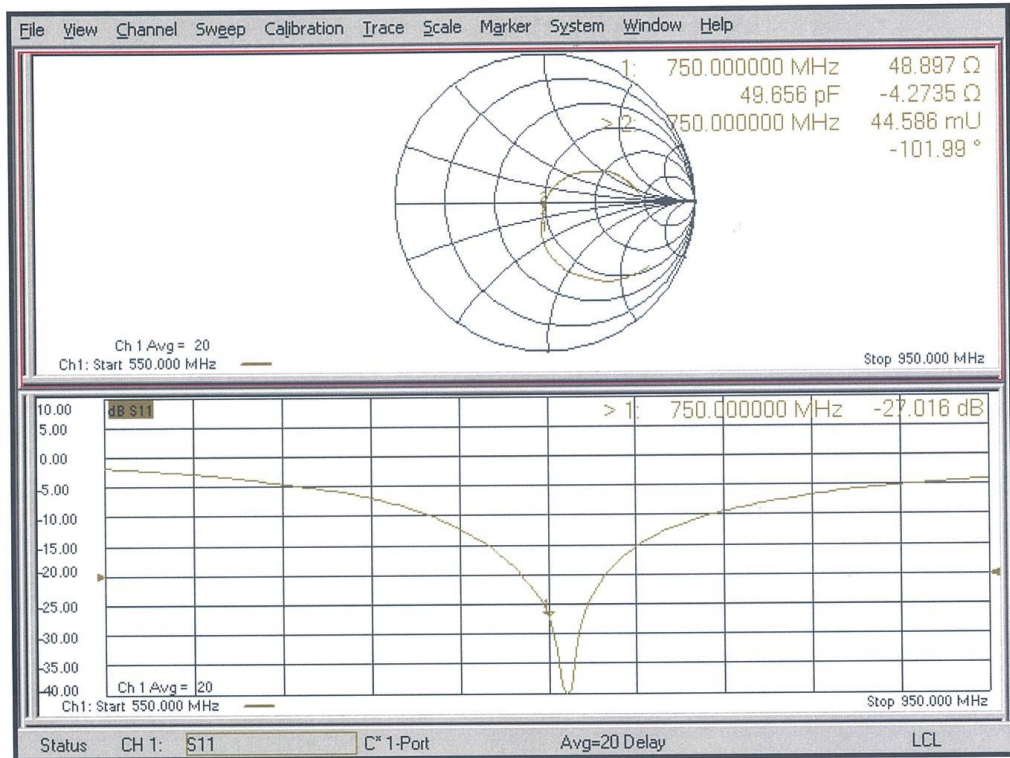 File View Channel Sweep Calibration Trace Scale Marker System Window Help
1: 750.000000 MHz 48.897 Ω
49.656 pF -4.2735 Ω
> 2: 750.000000 MHz 44.586 mU
-101.99 °
Ch 1 Avg = 20
Ch1: Start 550.000 MHz
Stop 950.000 MHz
10.00
dB S11
> 1: 750.000000 MHz -27.016 dB
5.00
0.00
-5.00
-10.00
-15.00
-20.00
-25.00
-30.00
-35.00
-40.00
1
Ch 1 Avg = 20
Ch1: Start 550.000 MHz
Stop 950.000 MHz
Status CH 1: S11 C* 1-Port Avg=20 Delay LCL